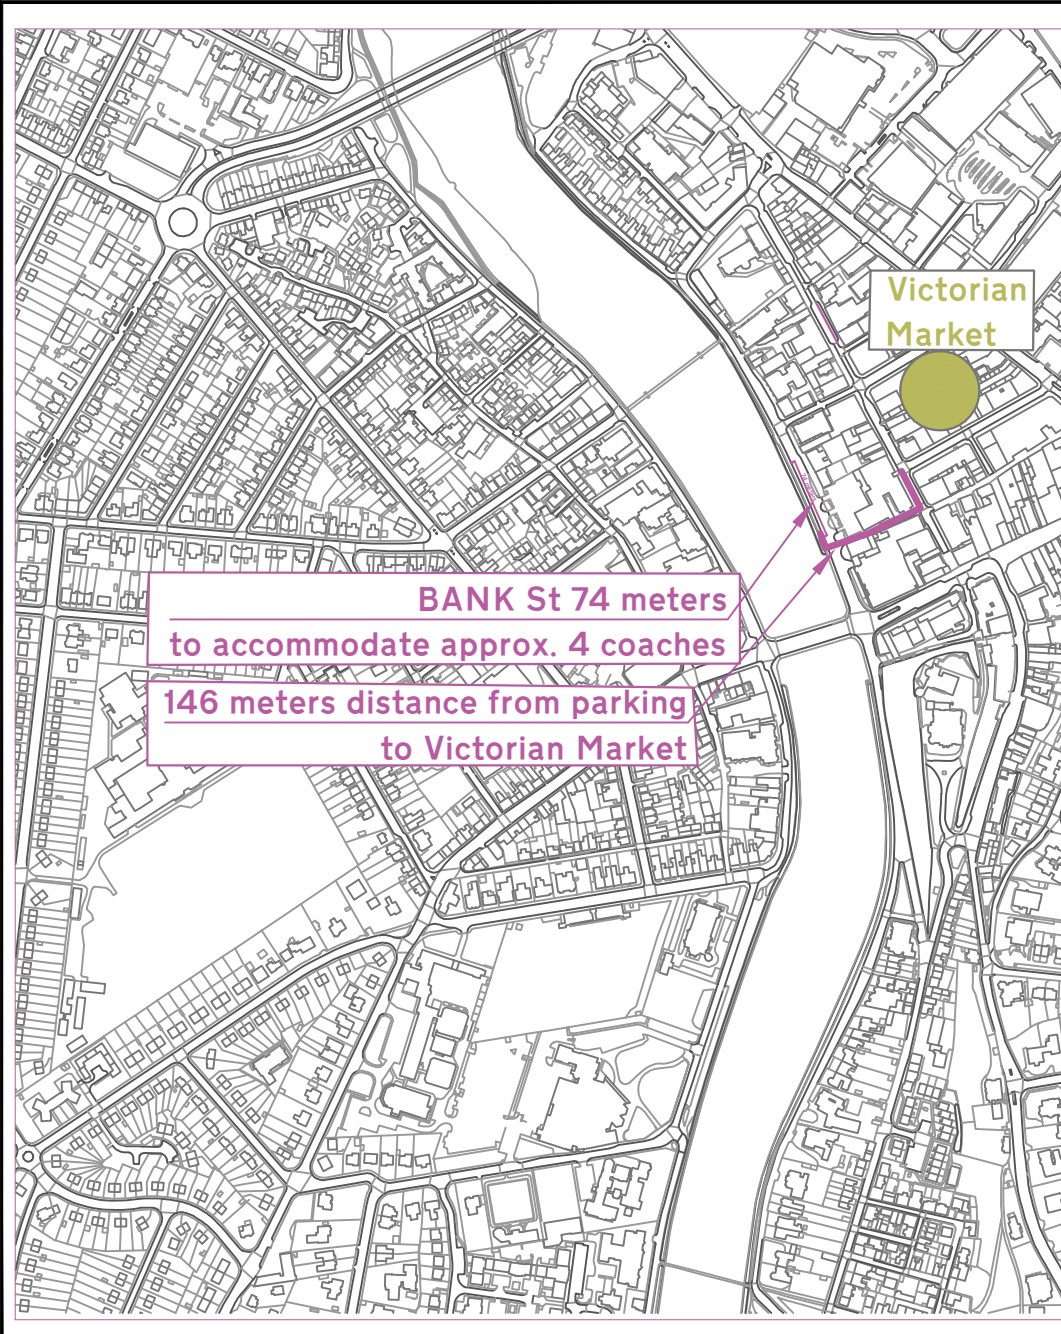 Victorian
Market
BANK St 74 meters
to accommodate approx. 4 coaches
146 meters distance from parking
to Victorian Market